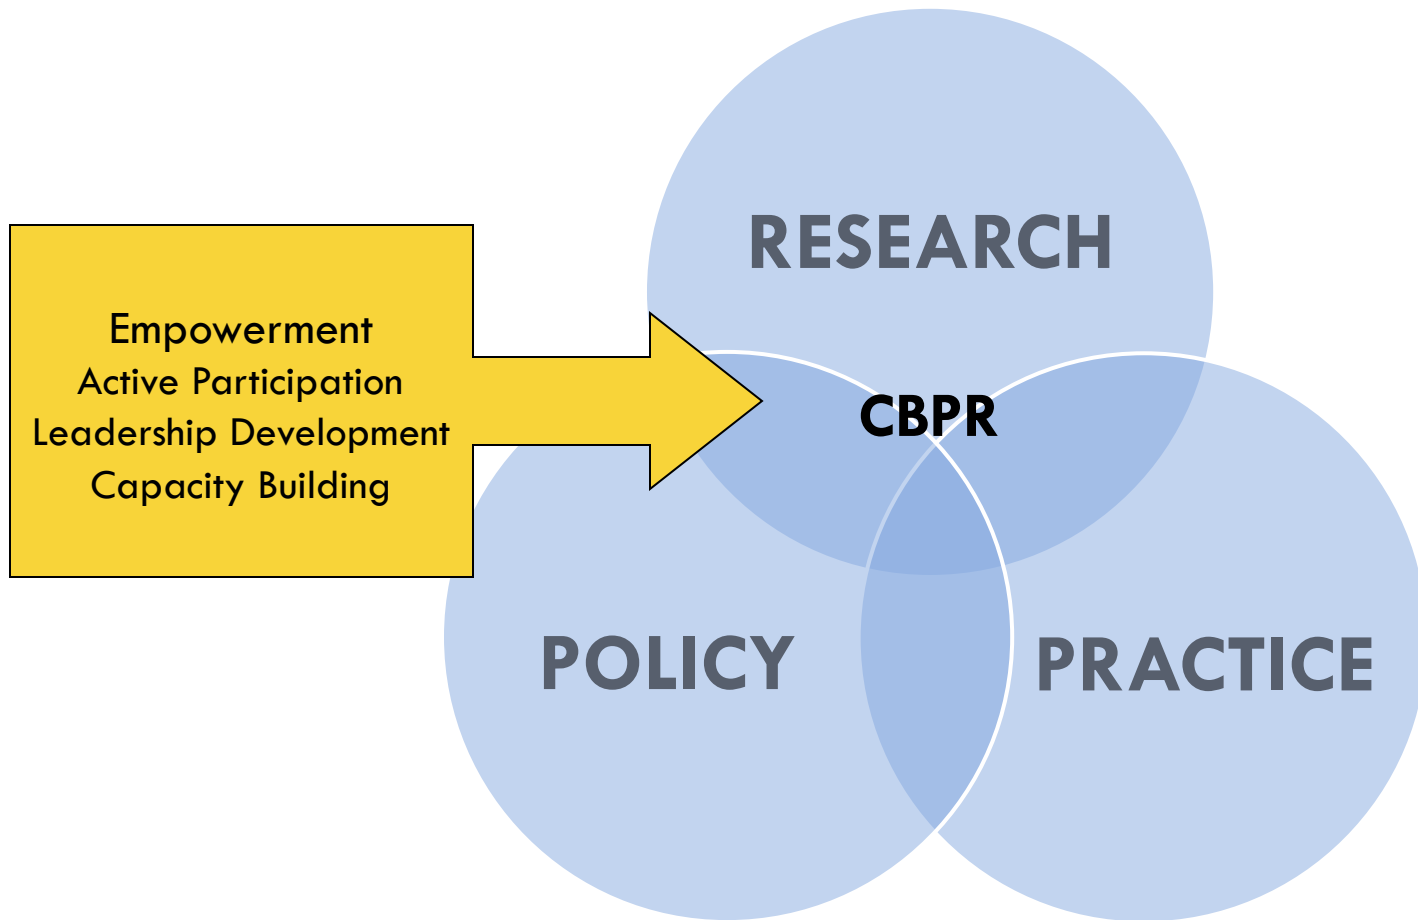 RESEARCH
Empowerment
Active Participation
Leadership Development
Capacity Building
CBPR
POLICY
PRACTICE